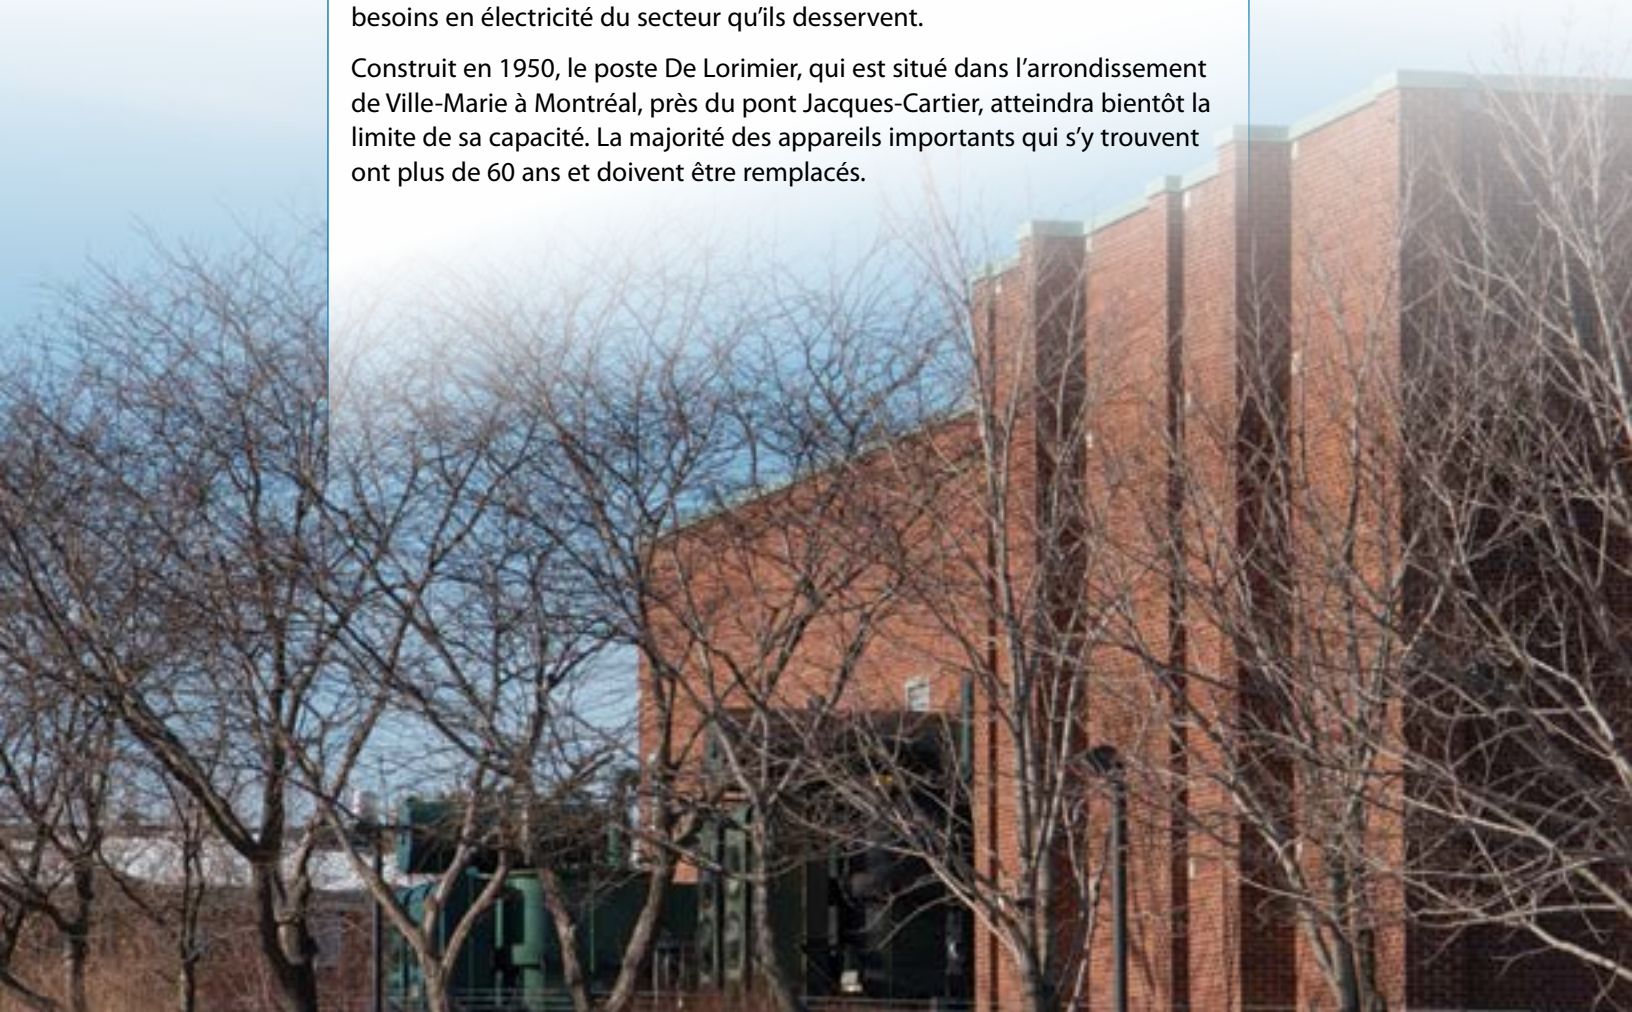 besoins en électricité du secteur qu’ils desservent.
Construit en 1950, le poste De Lorimier, qui est situé dans l’arrondissement
de Ville-Marie à Montréal, près du pont Jacques-Cartier, atteindra bientôt la
limite de sa capacité. La majorité des appareils importants qui s’y trouvent
ont plus de 60 ans et doivent être remplacés.